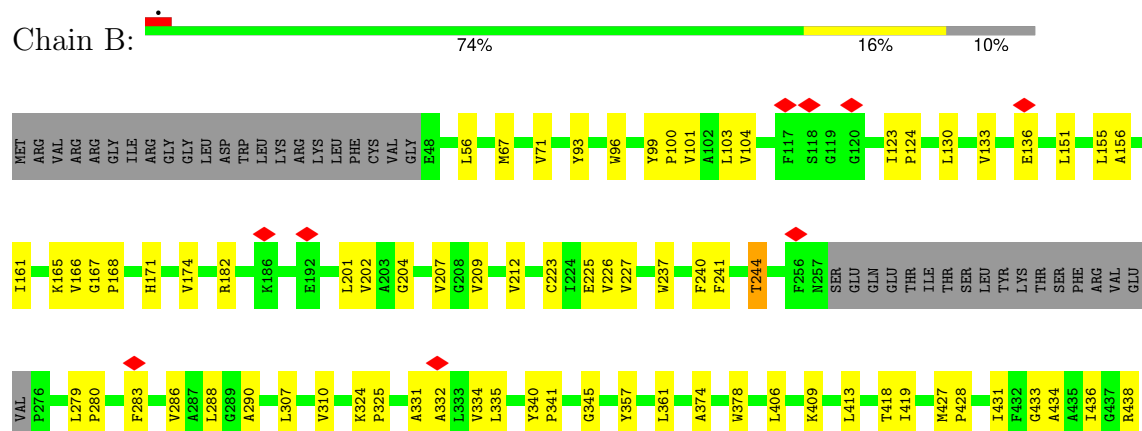 Chain B:
74% 16% 10%
MET ARG VAL ARG ARG GLY ILE ARG GLY GLY LEU ASP TRP LEU LYS ARG LYS LEU PHE CYS VAL GLY E48 L56 M67 V71 Y93 W96 Y99 P100 V101 A102 L103 V104 F117 S118 G119 G120 I123 P124 L130 V133 E136 L151 L155 A156
I161 K165 V166 G167 P168 H171 V174 R182 K186 E192 L201 V202 A203 G204 V207 G208 V209 V212 C223 I224 E225 V226 V227 W237 F240 F241 T244 F256 N257 SER GLU GLN GLU THR ILE THR SER LEU TYR LYS THR SER PHE ARG VAL GLU
VAL P276 L279 P280 F283 V286 A287 L288 G289 A290 L307 V310 K324 P325 A331 A332 L333 V334 L335 Y340 P341 G345 Y357 L361 A374 W378 L406 K409 L413 T418 I419 M427 P428 I431 F432 G433 A434 A435 I436 G437 R438